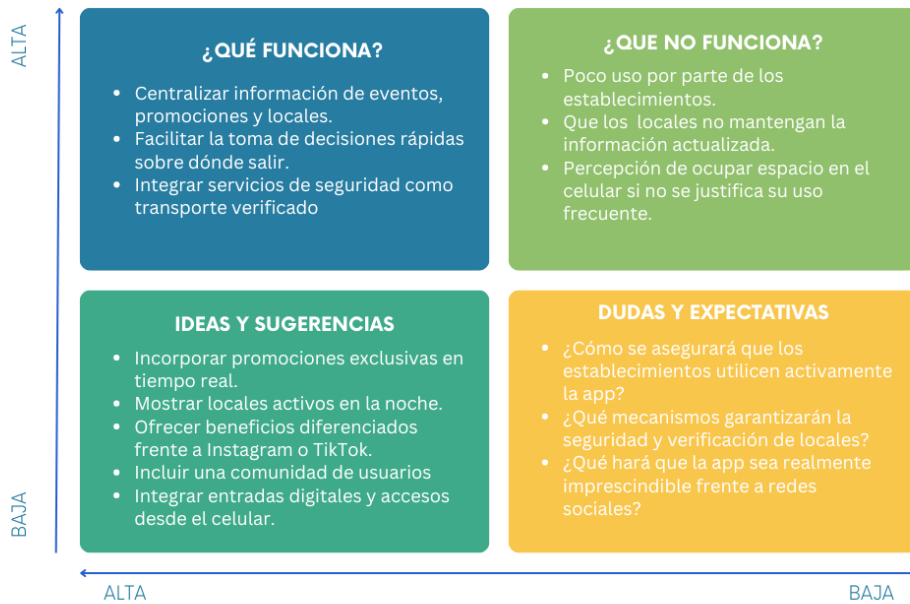 ALTA
¿QUÉ FUNCIONA?
• Centralizar información de eventos,
promociones y locales.
• Facilitar la toma de decisiones rápidas
sobre dónde salir.
• Integrar servicios de seguridad como
transporte verificado
¿QUE NO FUNCIONA?
• Poco uso por parte de los
establecimientos.
• Que los locales no mantengan la
información actualizada.
• Percepción de ocupar espacio en el
celular si no se justifica su uso
frecuente.
IDEAS Y SUGERENCIAS
• Incorporar promociones exclusivas en
tiempo real.
• Mostrar locales activos en la noche.
• Ofrecer beneficios diferenciados
frente a Instagram o TikTok.
• Incluir una comunidad de usuarios
• Integrar entradas digitales y accesos
desde el celular.
DUDAS Y EXPECTATIVAS
• ¿Cómo se asegurará que los
establecimientos utilicen activamente
la app?
• ¿Qué mecanismos garantizarán la
seguridad y verificación de locales?
• ¿Qué hará que la app sea realmente
imprescindible frente a redes
sociales?
BAJA
ALTA
BAJA